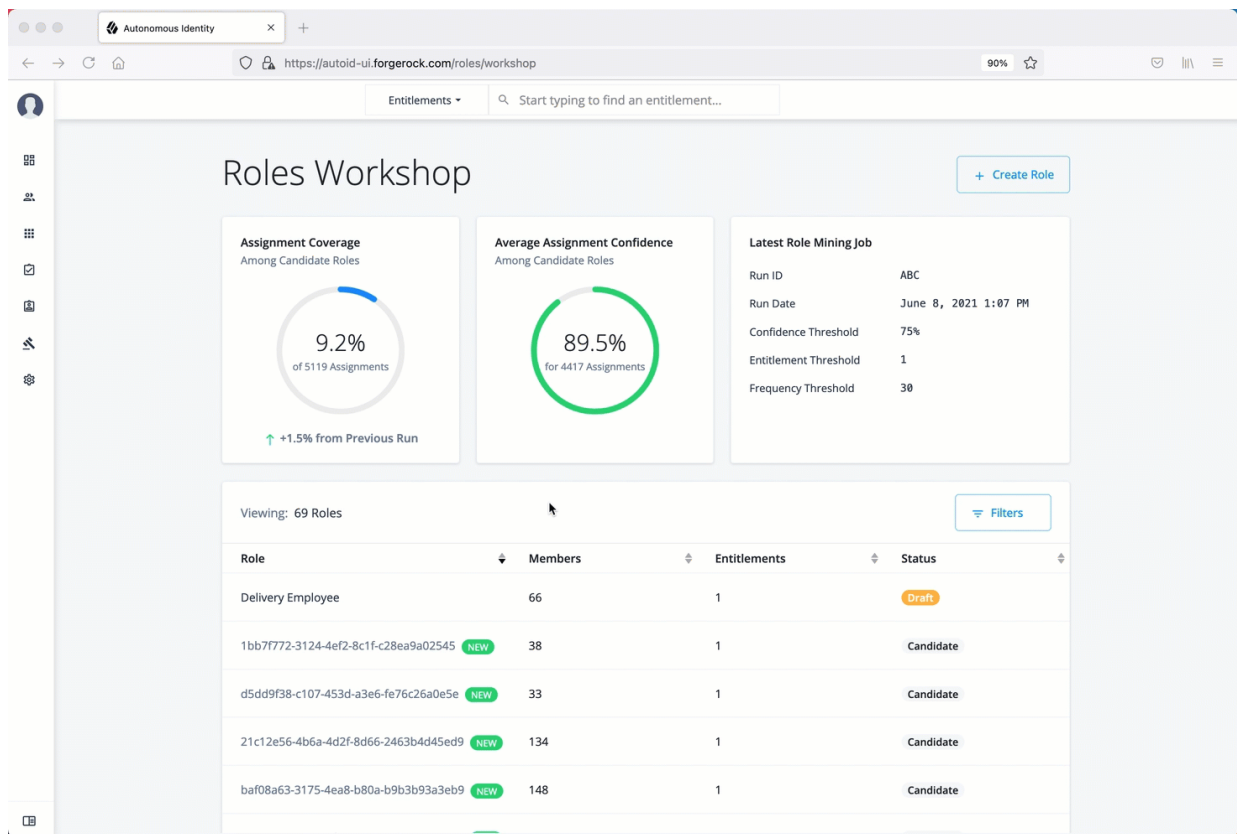 Autonomous Identity
https://autoid-ui.forgerock.com/roles/workshop
90%
Entitlements
Start typing to find an entitlement...
Roles Workshop
+ Create Role
Assignment Coverage
Among Candidate Roles
9.2%
of 5119 Assignments
↑ +1.5% from Previous Run
Average Assignment Confidence
Among Candidate Roles
89.5%
for 4417 Assignments
Latest Role Mining Job
Run ID ABC
Run Date June 8, 2021 1:07 PM
Confidence Threshold 75%
Entitlement Threshold 1
Frequency Threshold 30
Viewing: 69 Roles
Filters
Role Members Entitlements Status
Delivery Employee 66 1 Draft
1bb7f772-3124-4ef2-8c1f-c28ea9a02545 NEW 38 1 Candidate
d5dd9f38-c107-453d-a3e6-fe76c26a0e5e NEW 33 1 Candidate
21c12e56-4b6a-4d2f-8d66-2463b4d45ed9 NEW 134 1 Candidate
baf08a63-3175-4ea8-b80a-b9b3b93a3eb9 NEW 148 1 Candidate